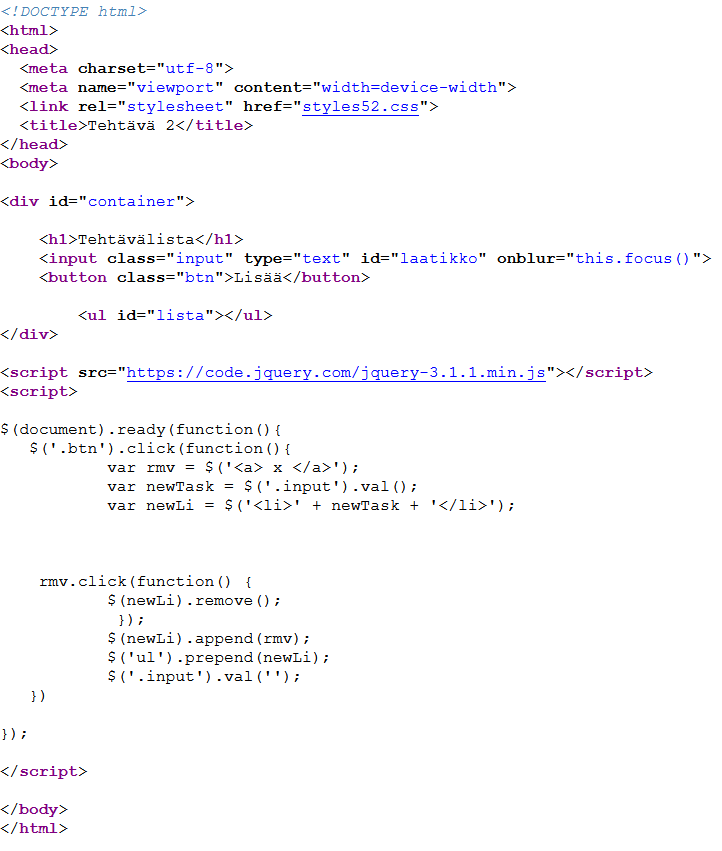 <!DOCTYPE html>
<html>
<head>
  <meta charset="utf-8">
  <meta name="viewport" content="width=device-width">
  <link rel="stylesheet" href="styles52.css">
  <title>Tehtävä 2</title>
</head>
<body>

<div id="container">

    <h1>Tehtävälista</h1>
    <input class="input" type="text" id="laatikko" onblur="this.focus()">
    <button class="btn">Lisää</button>

        <ul id="lista"></ul>
</div>

<script src="https://code.jquery.com/jquery-3.1.1.min.js"></script>
<script>

$(document).ready(function(){
   $('.btn').click(function(){
           var rmv = $('<a> x </a>');
           var newTask = $('.input').val();
           var newLi = $('<li>' + newTask + '</li>');

    rmv.click(function() {
           $(newLi).remove();
            });
           $(newLi).append(rmv);
           $('ul').prepend(newLi);
           $('.input').val('');
   })

});

</script>

</body>
</html>